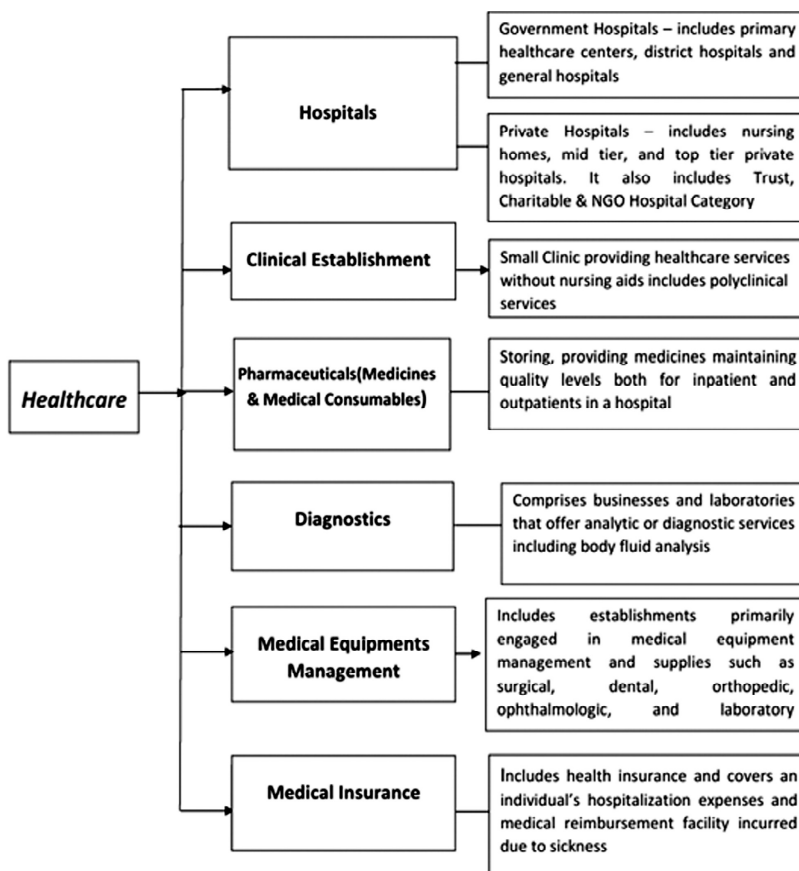 Healthcare
Hospitals
Government Hospitals – includes primary
healthcare centers, district hospitals and
general hospitals
Private Hospitals – includes nursing
homes, mid tier, and top tier private
hospitals. It also includes Trust,
Charitable & NGO Hospital Category
Clinical Establishment
Small Clinic providing healthcare services
without nursing aids includes polyclinical
services
Pharmaceuticals(Medicines
& Medical Consumables)
Storing, providing medicines maintaining
quality levels both for inpatient and
outpatients in a hospital
Diagnostics
Comprises businesses and laboratories
that offer analytic or diagnostic services
including body fluid analysis
Medical Equipments
Management
Includes establishments primarily
engaged in medical equipment
management and supplies such as
surgical, dental, orthopedic,
ophthalmologic, and laboratory
Medical Insurance
Includes health insurance and covers an
individual's hospitalization expenses and
medical reimbursement facility incurred
due to sickness